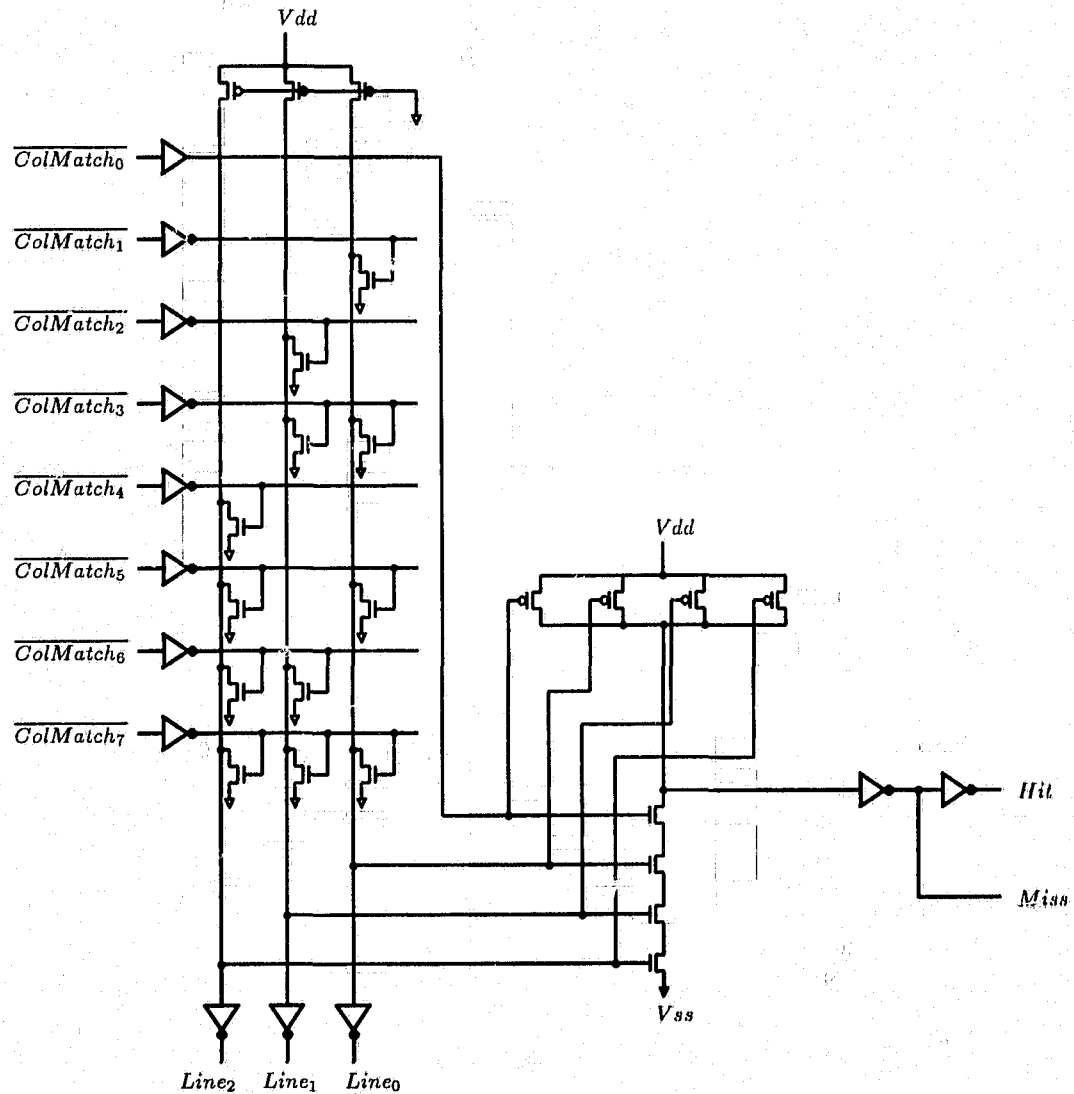 Vdd
ColMatch₀
ColMatch₁
ColMatch₂
ColMatch₃
ColMatch₄
ColMatch₅
ColMatch₆
ColMatch₇
Vdd
Hit
Miss
Vss
Line₂ Line₁ Line₀